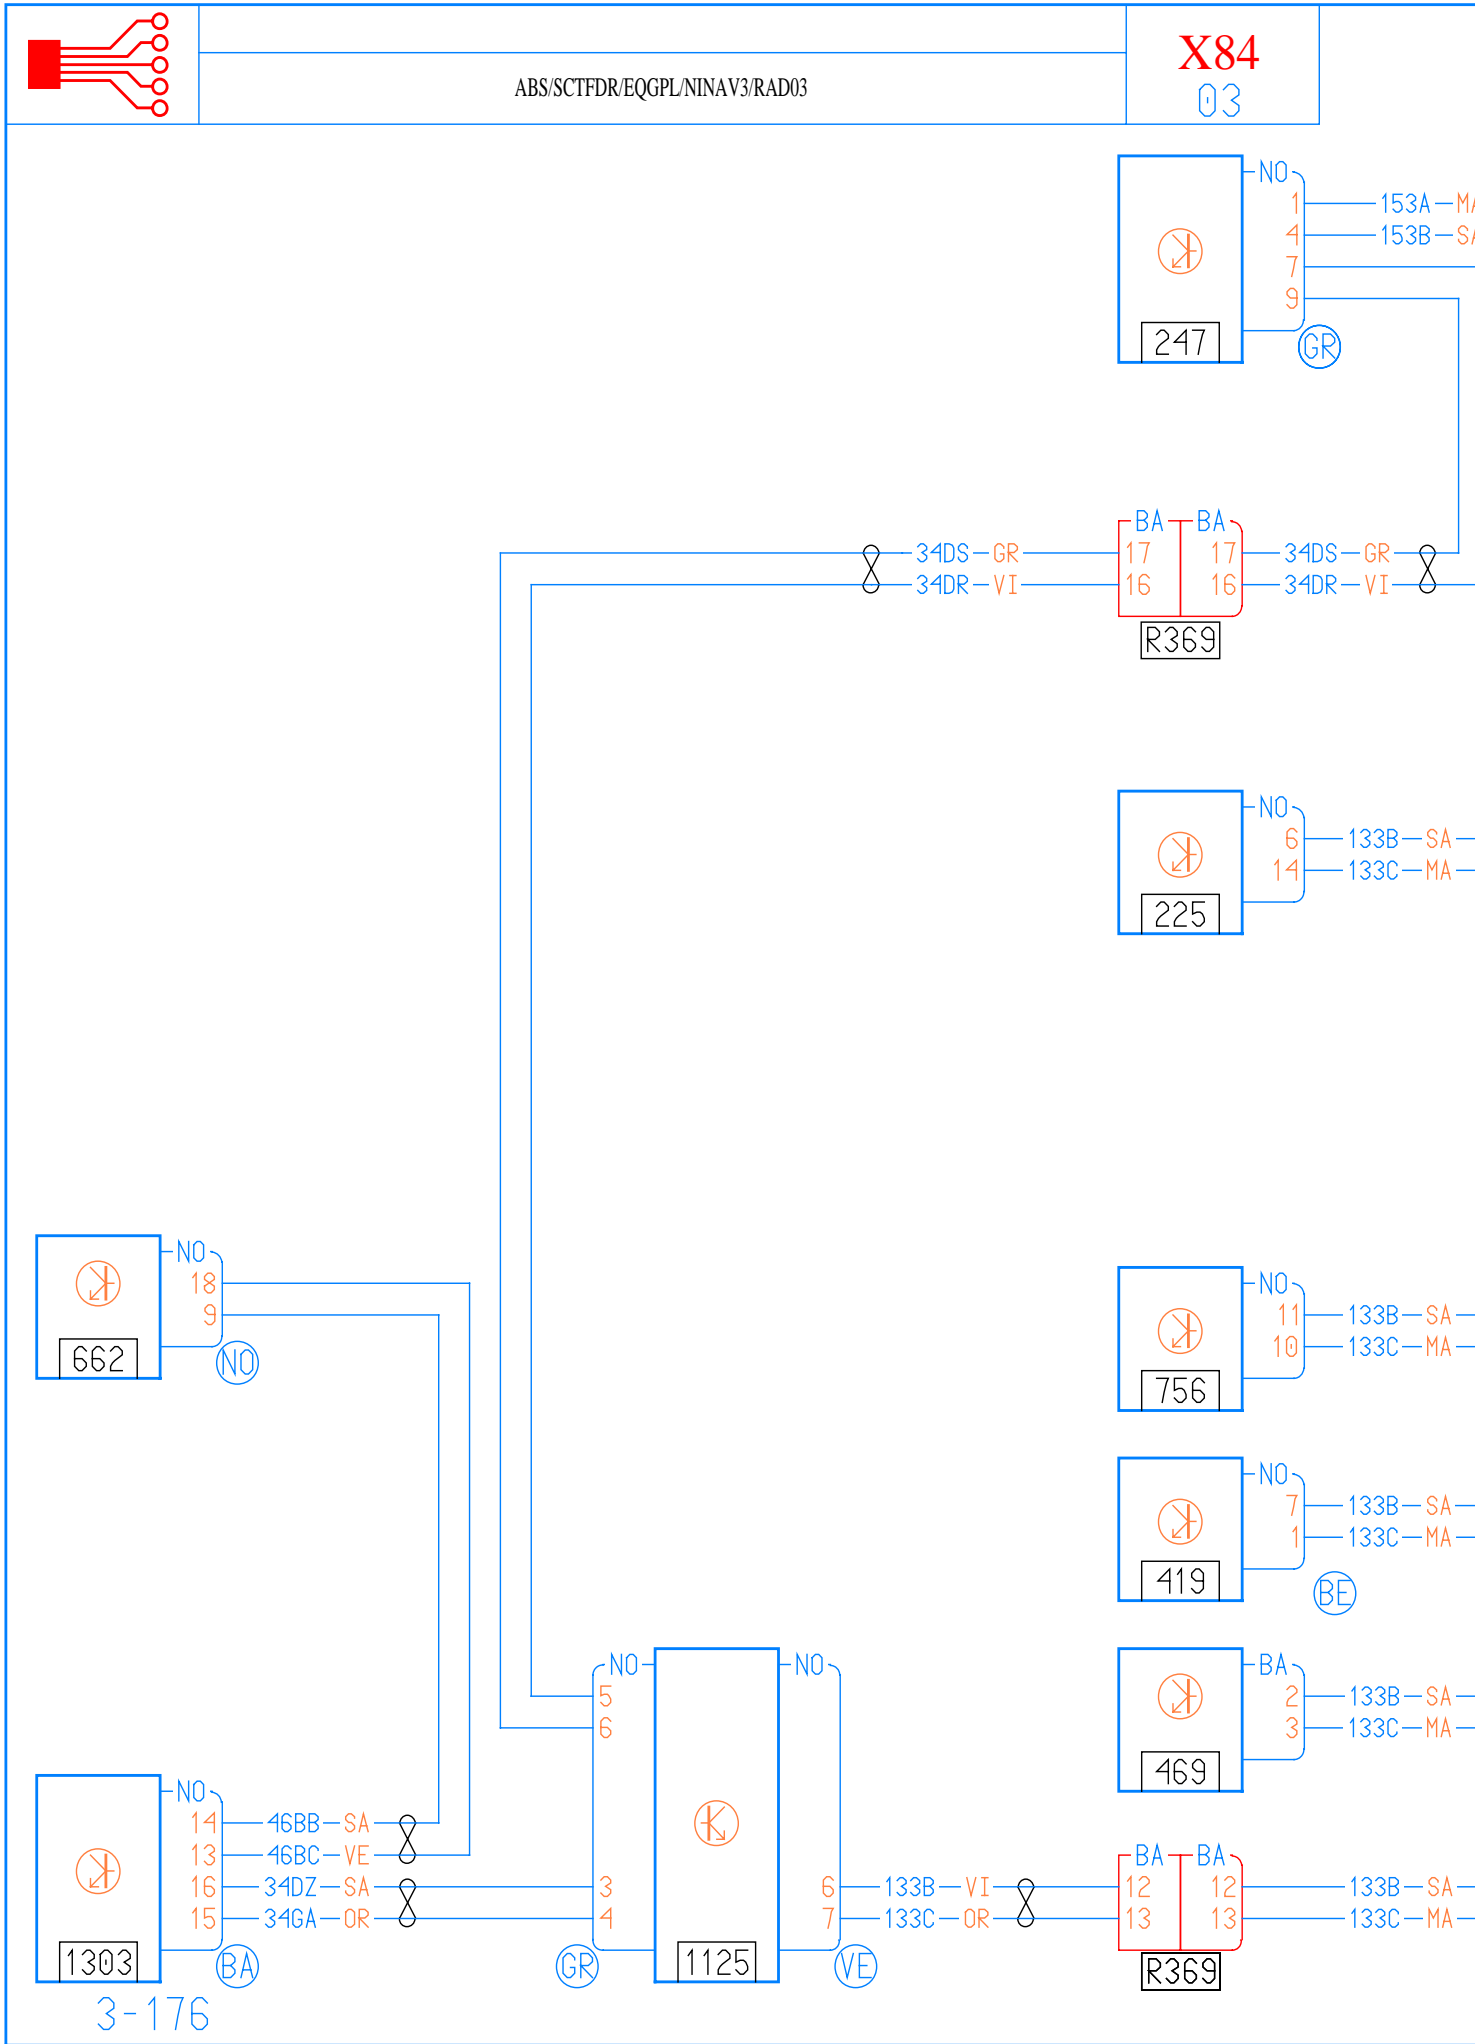 X84
ABS/SCTFDR/EQGPL/NINAV3/RAD03
03
NO
1 153A MA
4 153B SA
7
9
247
GR
BA BA
34DS GR 17 17 34DS GR
34DR VI 16 16 34DR VI
R369
NO
6 133B SA
14 133C MA
225
NO
18
9
662
NO
NO
11 133B SA
10 133C MA
756
NO
7 133B SA
1 133C MA
419
BE
NO NO
5
6
BA
2 133B SA
3 133C MA
469
NO
14 46BB SA
13 46BC VE
16 34DZ SA 3
15 34GA OR 4
1303
BA
GR
1125
6 133B VI
7 133C OR
VE
BA BA
12 12 133B SA
13 13 133C MA
R369
3-176